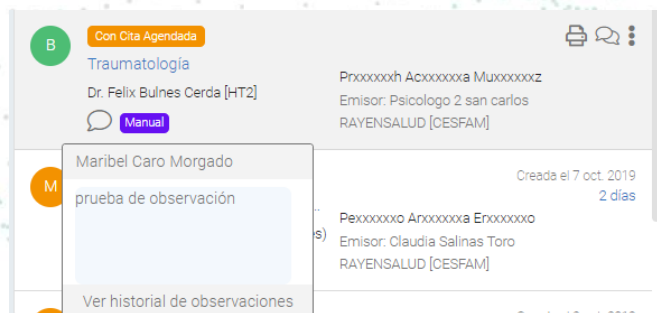 B
Con Cita Agendada
Traumatología
Dr. Felix Bulnes Cerda [HT2]
Manual
Prxxxxxxh Acxxxxxxa Muxxxxxxz
Emisor: Psicologo 2 san carlos
RAYENSALUD [CESFAM]
Maribel Caro Morgado
prueba de observación
Ver historial de observaciones
M
Creada el 7 oct. 2019
2 días
Pexxxxxxo Arxxxxxxa Erxxxxxxo
Emisor: Claudia Salinas Toro
RAYENSALUD [CESFAM]